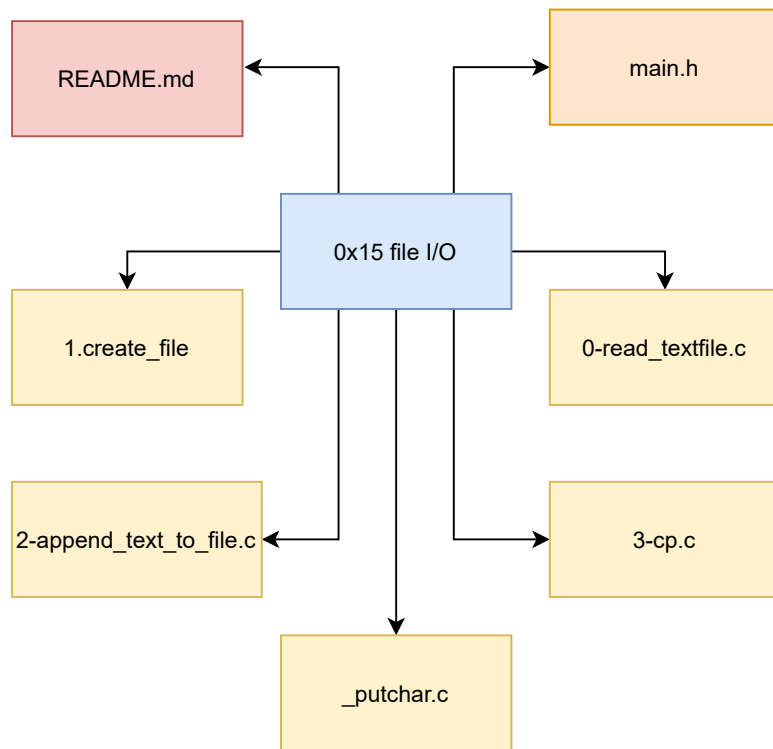 README.md
main.h
0x15 file I/O
1.create_file
0-read_textfile.c
2-append_text_to_file.c
3-cp.c
_putchar.c